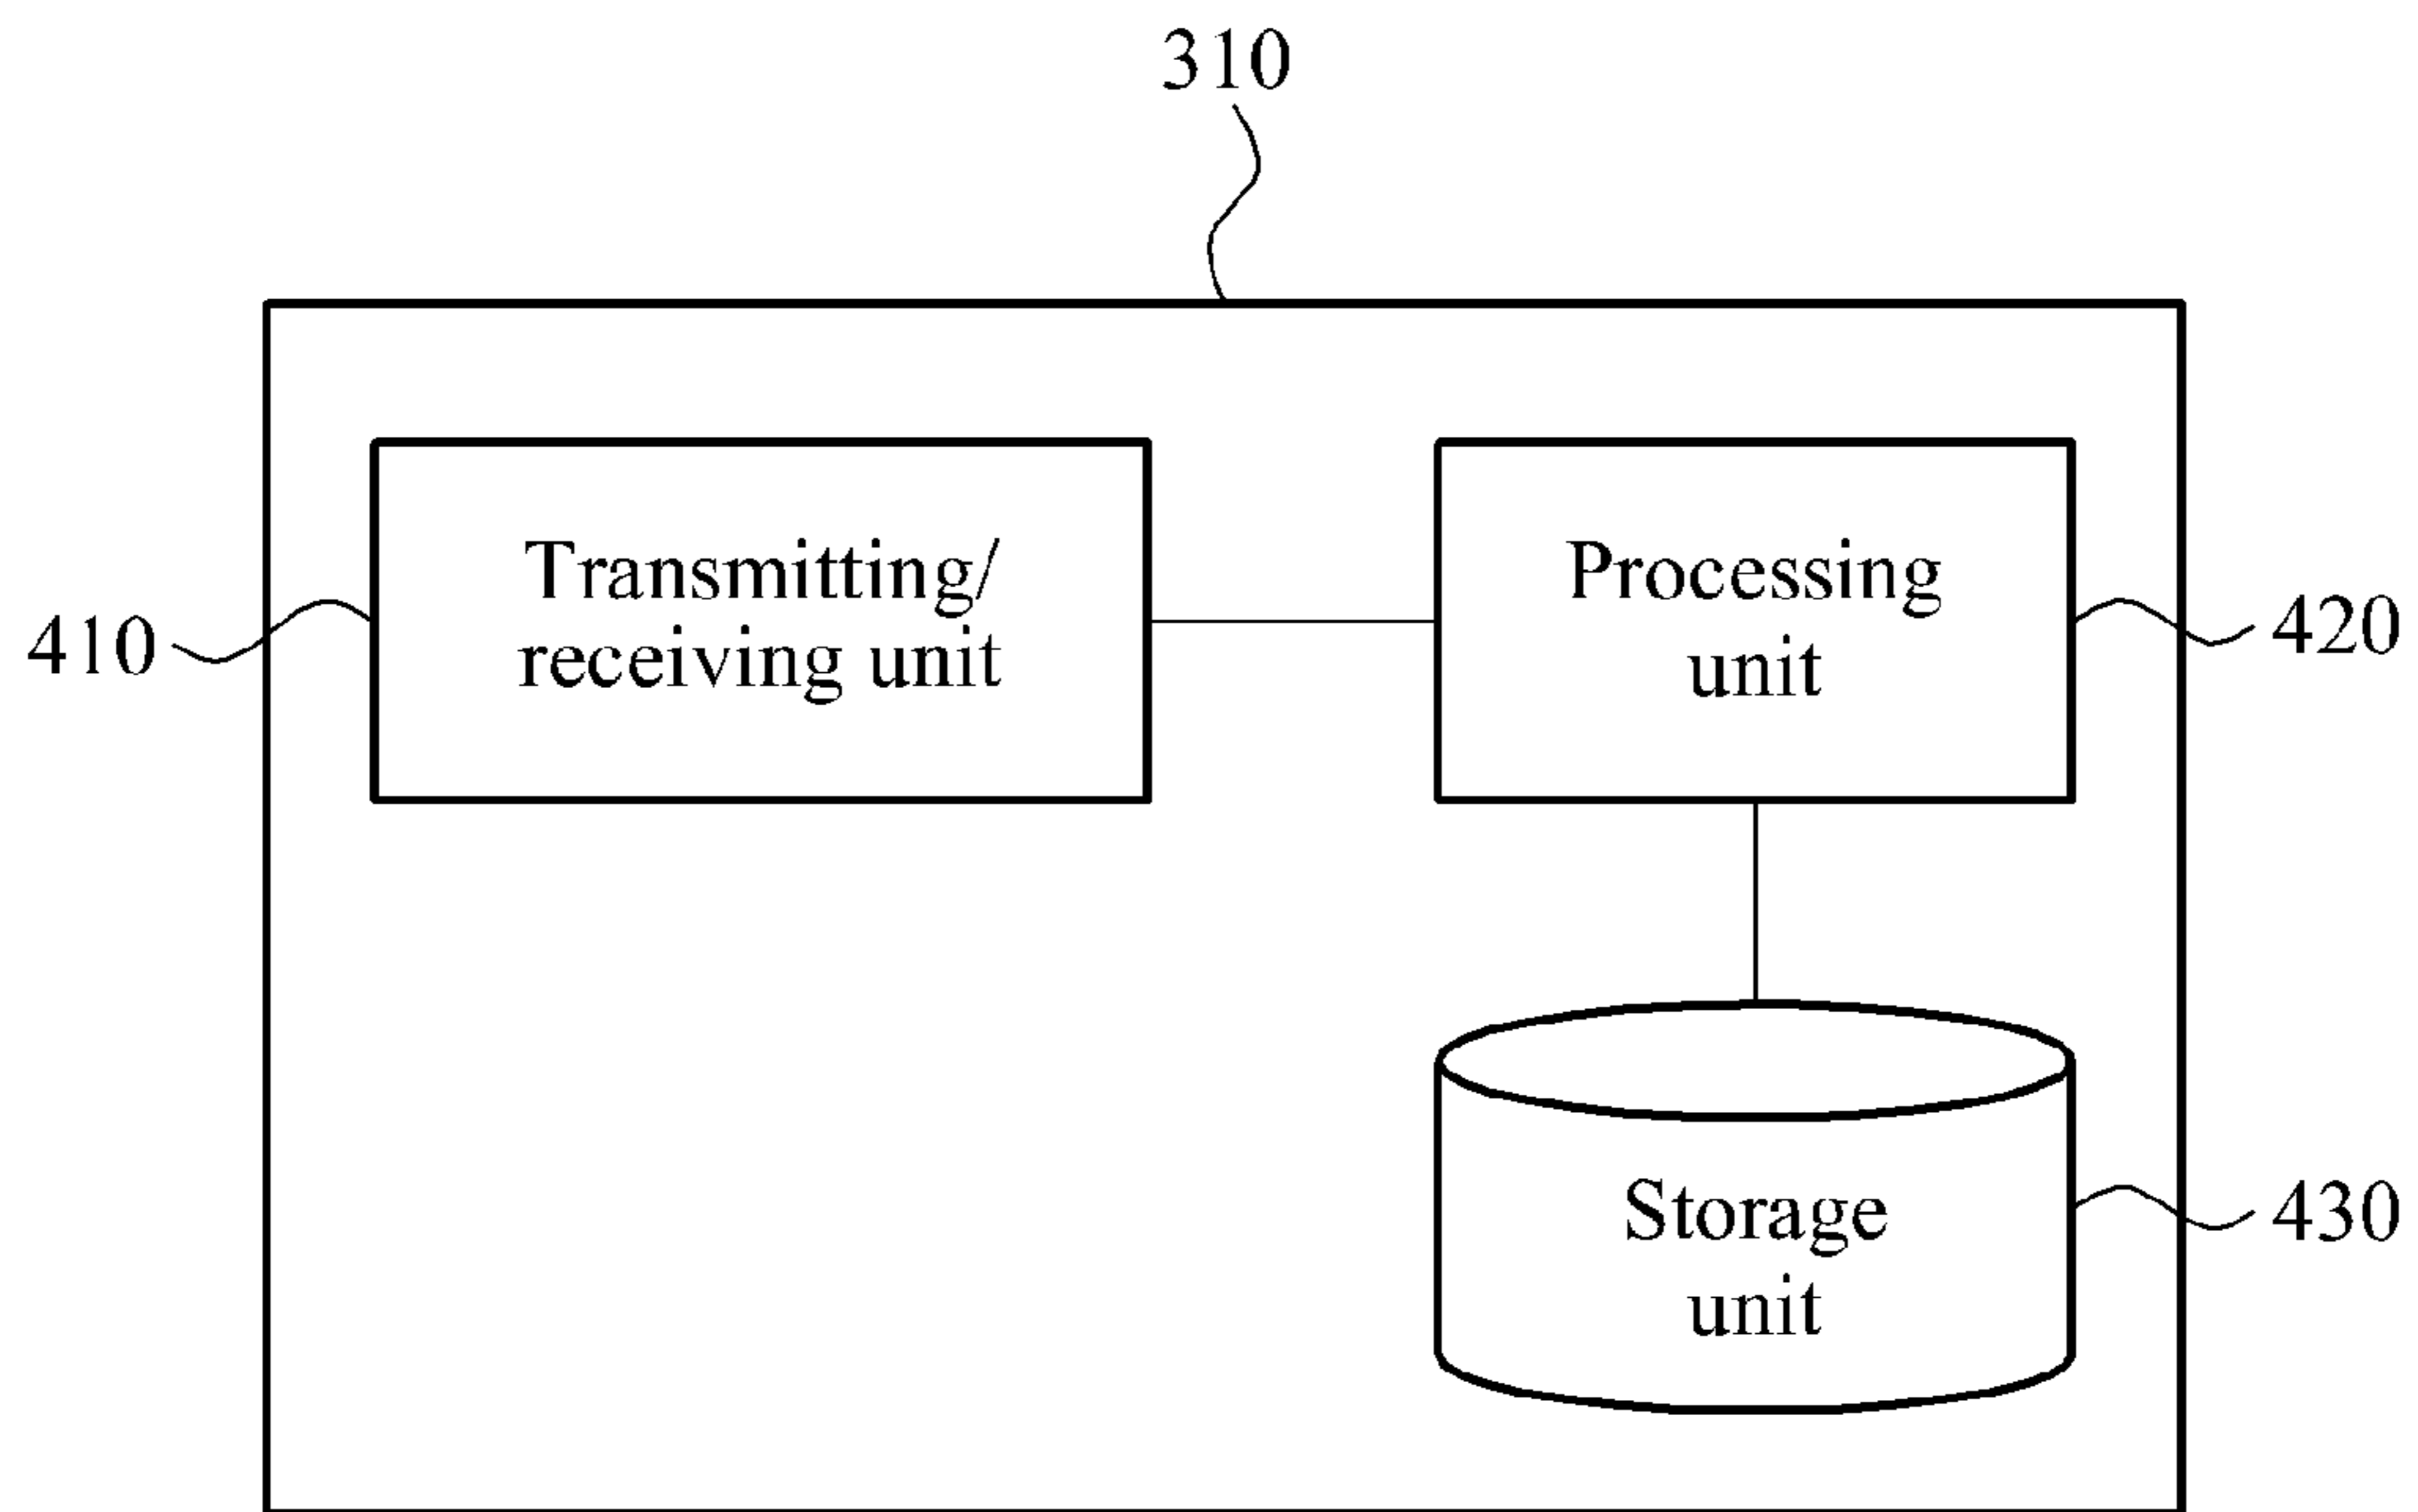 310
Transmitting/
receiving unit
410
Processing
unit
420
Storage
unit
430